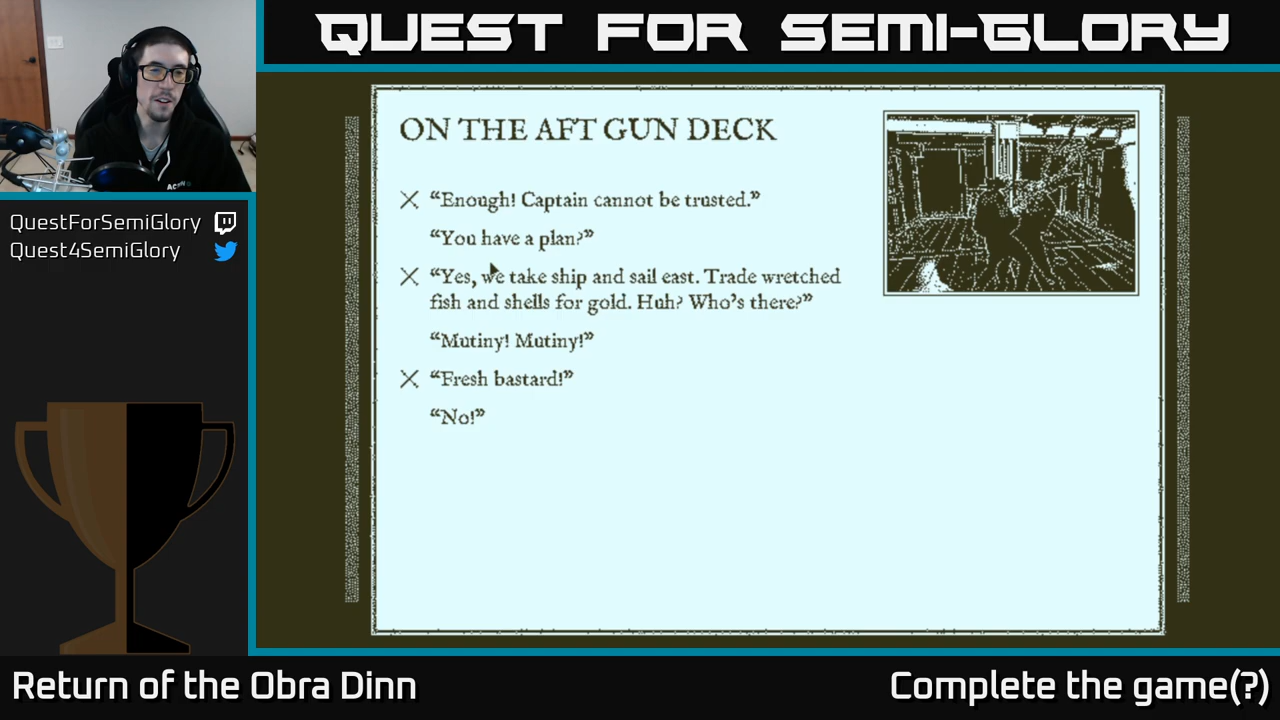 QUEST FOR SEMI-GLORY
QuestForSemiGlory
Quest4SemiGlory
ON THE AFT GUN DECK
“Enough! Captain cannot be trusted.”
“You have a plan?”
“Yes, we take ship and sail east. Trade wretched
fish and shells for gold. Huh? Who’s there?”
“Mutiny! Mutiny!”
“Fresh bastard!”
“No!”
Return of the Obra Dinn
Complete the game(?)